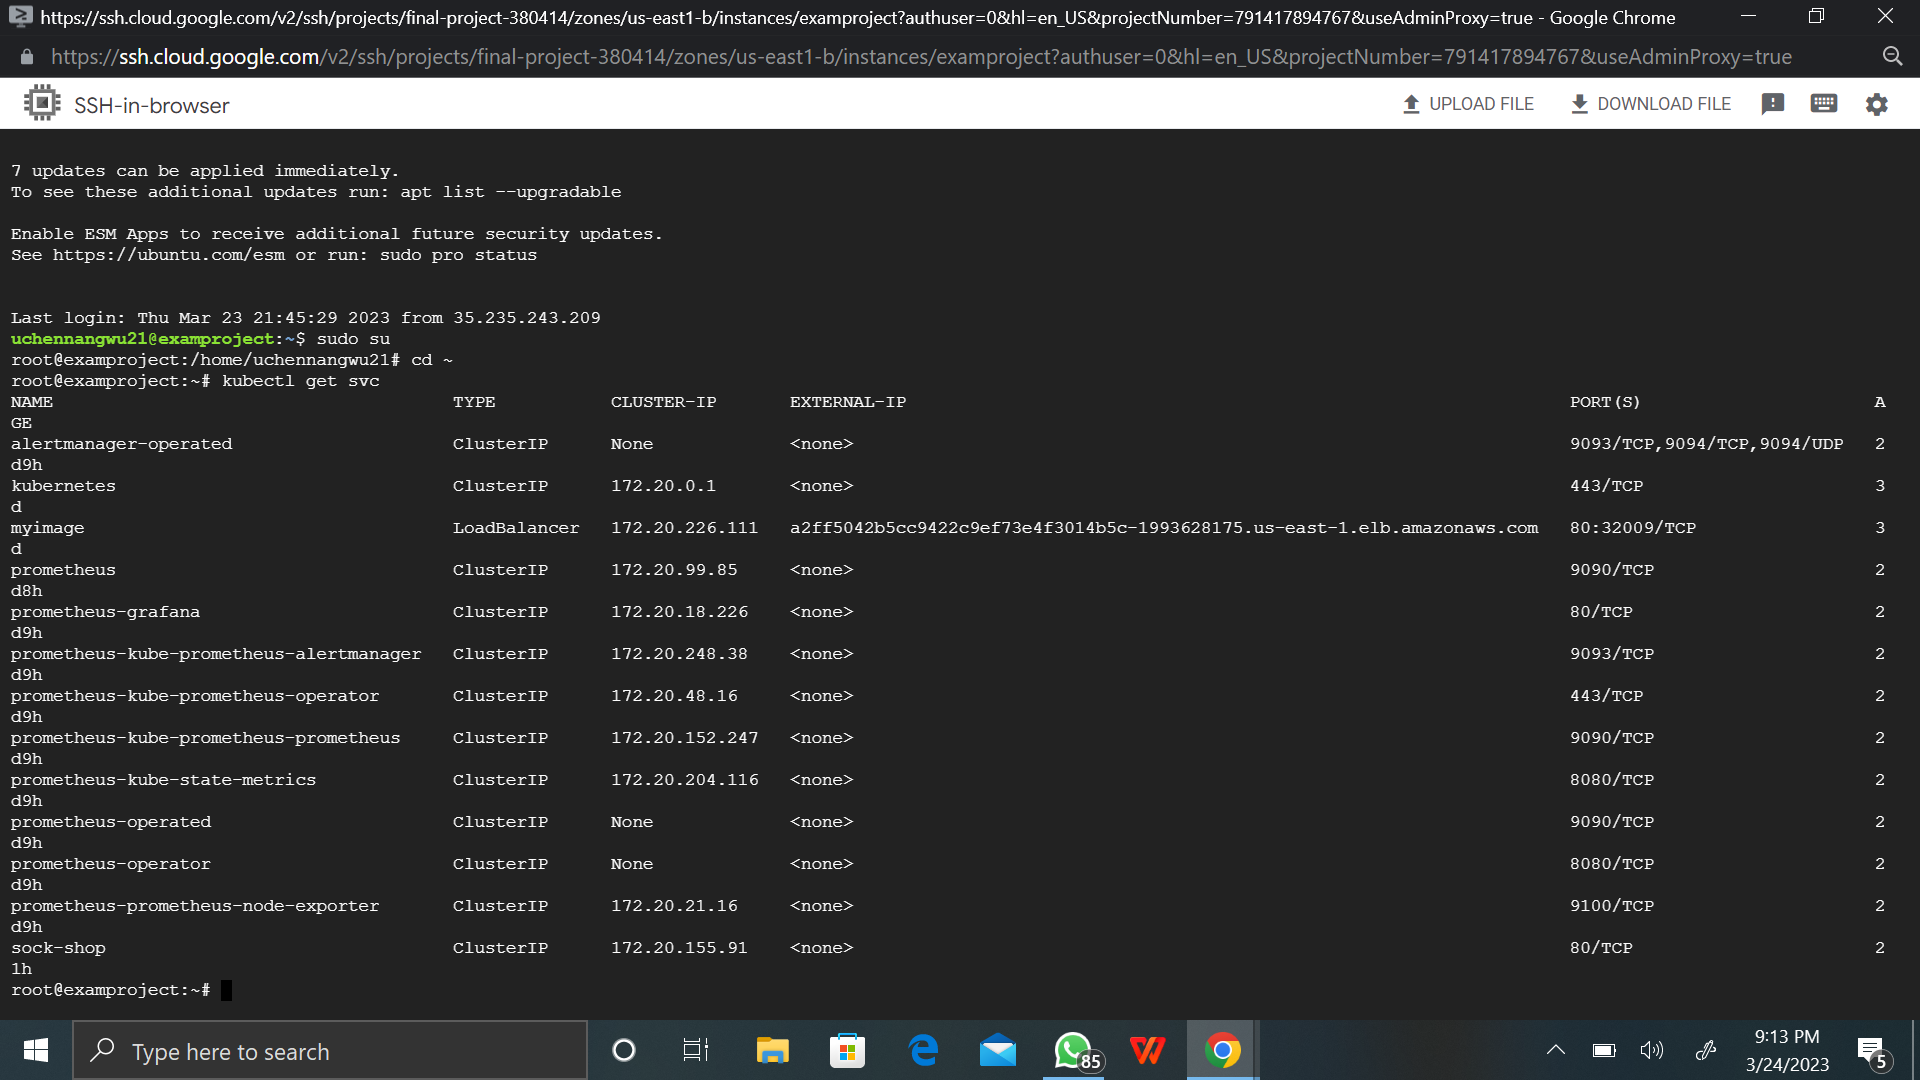 https://ssh.cloud.google.com/v2/ssh/projects/final-project-380414/zones/us-east1-b/instances/examproject?authuser=0&hl=en_US&projectNumber=791417894767&useAdminProxy=true - Google Chrome
https://ssh.cloud.google.com/v2/ssh/projects/final-project-380414/zones/us-east1-b/instances/examproject?authuser=0&hl=en_US&projectNumber=791417894767&useAdminProxy=true
SSH-in-browser UPLOAD FILE DOWNLOAD FILE
7 updates can be applied immediately.
To see these additional updates run: apt list --upgradable
Enable ESM Apps to receive additional future security updates.
See https://ubuntu.com/esm or run: sudo pro status
Last login: Thu Mar 23 21:45:29 2023 from 35.235.243.209
uchennangwu21@examproject:~$ sudo su
root@examproject:/home/uchennangwu21# cd ~
root@examproject:~# kubectl get svc
NAME TYPE CLUSTER-IP EXTERNAL-IP PORT(S) A
GE
alertmanager-operated ClusterIP None <none> 9093/TCP,9094/TCP,9094/UDP 2
d9h
kubernetes ClusterIP 172.20.0.1 <none> 443/TCP 3
d
myimage LoadBalancer 172.20.226.111 a2ff5042b5cc9422c9ef73e4f3014b5c-1993628175.us-east-1.elb.amazonaws.com 80:32009/TCP 3
d
prometheus ClusterIP 172.20.99.85 <none> 9090/TCP 2
d8h
prometheus-grafana ClusterIP 172.20.18.226 <none> 80/TCP 2
d9h
prometheus-kube-prometheus-alertmanager ClusterIP 172.20.248.38 <none> 9093/TCP 2
d9h
prometheus-kube-prometheus-operator ClusterIP 172.20.48.16 <none> 443/TCP 2
d9h
prometheus-kube-prometheus-prometheus ClusterIP 172.20.152.247 <none> 9090/TCP 2
d9h
prometheus-kube-state-metrics ClusterIP 172.20.204.116 <none> 8080/TCP 2
d9h
prometheus-operated ClusterIP None <none> 9090/TCP 2
d9h
prometheus-operator ClusterIP None <none> 8080/TCP 2
d9h
prometheus-prometheus-node-exporter ClusterIP 172.20.21.16 <none> 9100/TCP 2
d9h
sock-shop ClusterIP 172.20.155.91 <none> 80/TCP 2
1h
root@examproject:~#
Type here to search 85 9:13 PM
3/24/2023 5